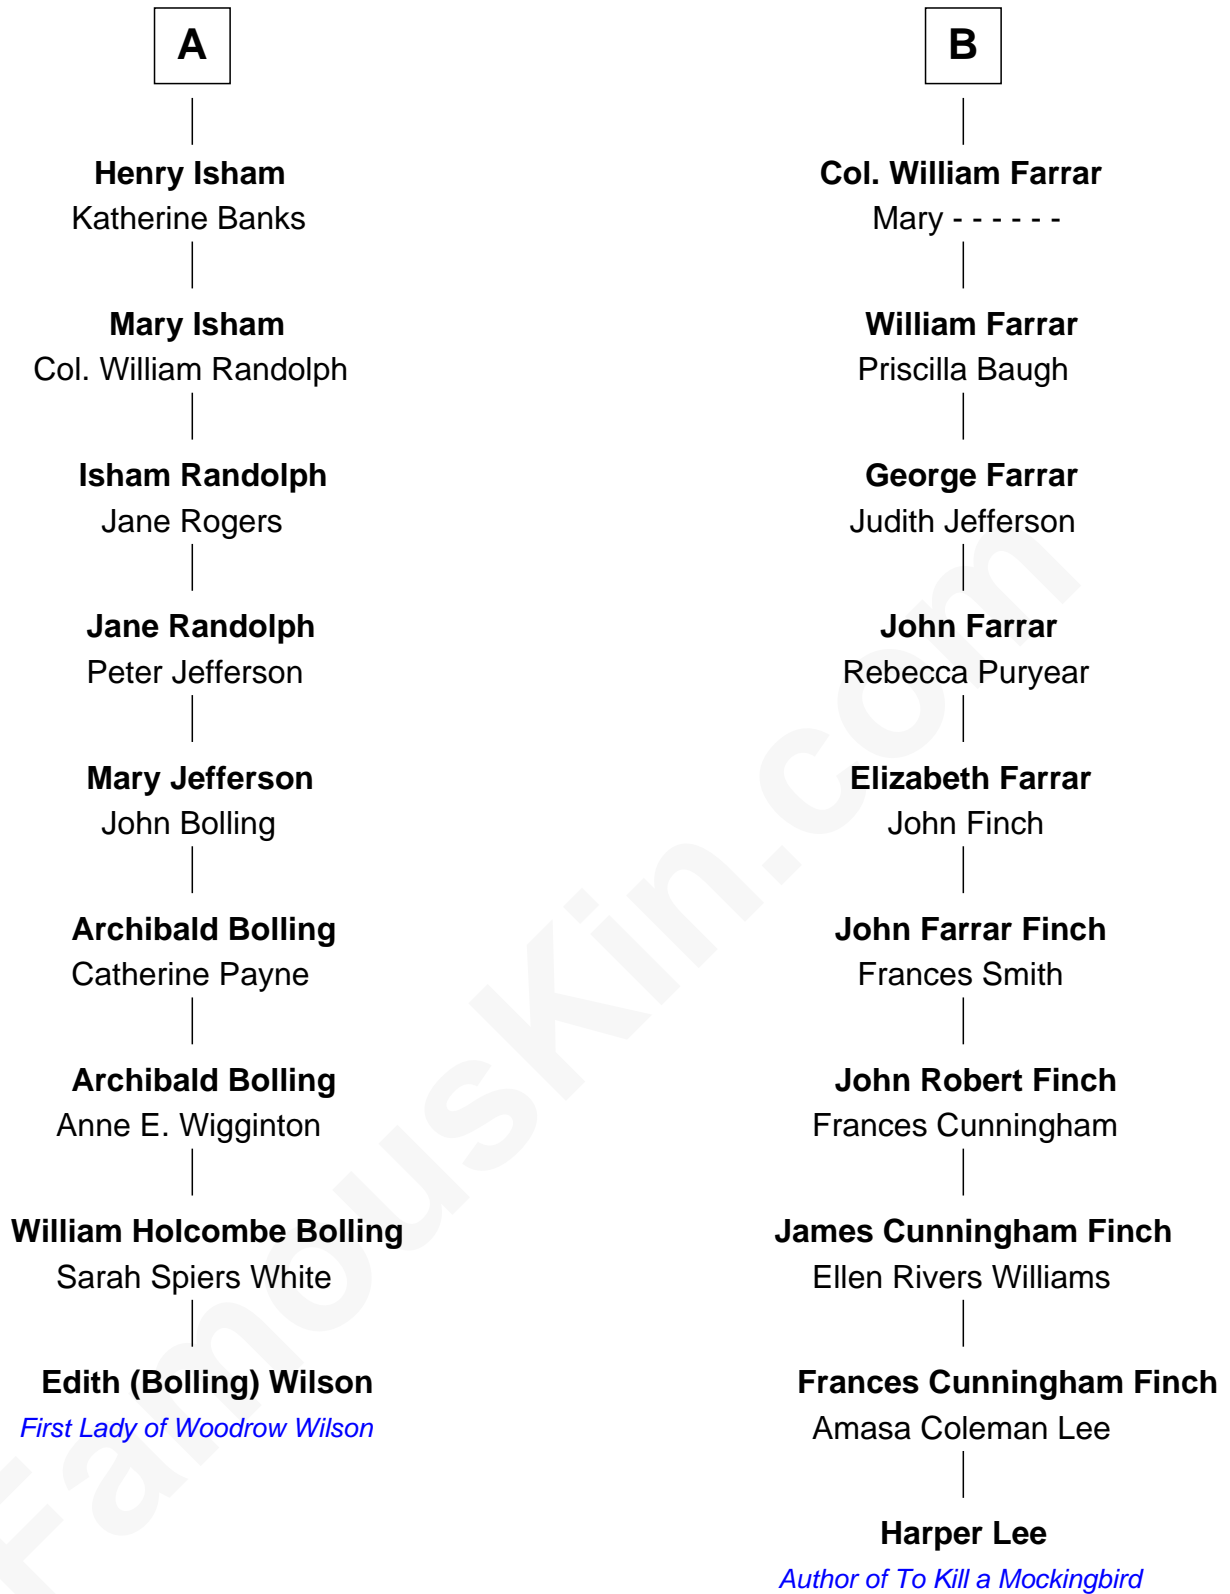 A
Henry Isham
Katherine Banks
Mary Isham
Col. William Randolph
Isham Randolph
Jane Rogers
Jane Randolph
Peter Jefferson
Mary Jefferson
John Bolling
Archibald Bolling
Catherine Payne
Archibald Bolling
Anne E. Wigginton
William Holcombe Bolling
Sarah Spiers White
Edith (Bolling) Wilson
First Lady of Woodrow Wilson
B
Col. William Farrar
Mary - - - - - -
William Farrar
Priscilla Baugh
George Farrar
Judith Jefferson
John Farrar
Rebecca Puryear
Elizabeth Farrar
John Finch
John Farrar Finch
Frances Smith
John Robert Finch
Frances Cunningham
James Cunningham Finch
Ellen Rivers Williams
Frances Cunningham Finch
Amasa Coleman Lee
Harper Lee
Author of To Kill a Mockingbird
FamousKin.com